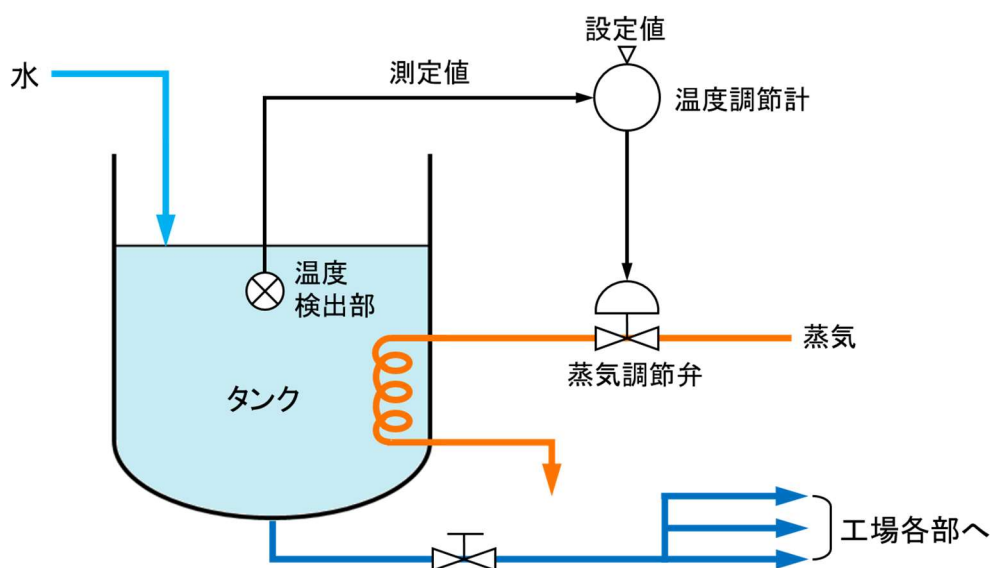 設定値
水
測定値
温度調節計
温度
検出部
蒸気
蒸気調節弁
タンク
工場各部へ